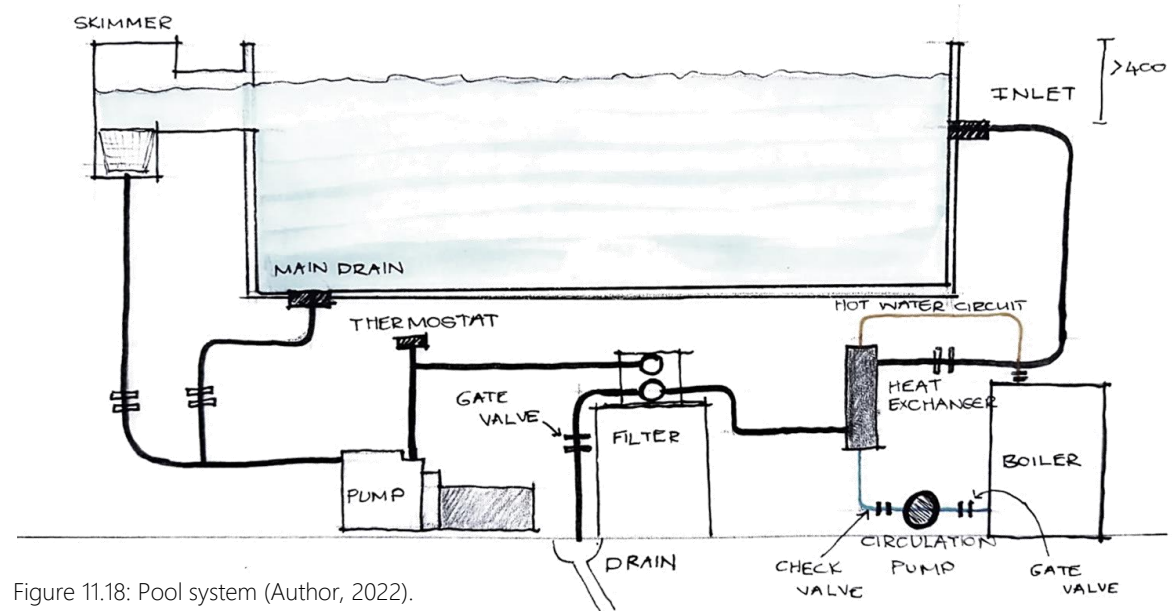 SKIMMER
>400
INLET
MAIN DRAIN
HOT WATER CIRCUIT
THERMOSTAT
GATE
VALVE
HEAT
EXCHANGER
FILTER
BOILER
PUMP
DRAIN
CIRCULATION
PUMP
CHECK
VALVE
GATE
VALVE
Figure 11.18: Pool system (Author, 2022).